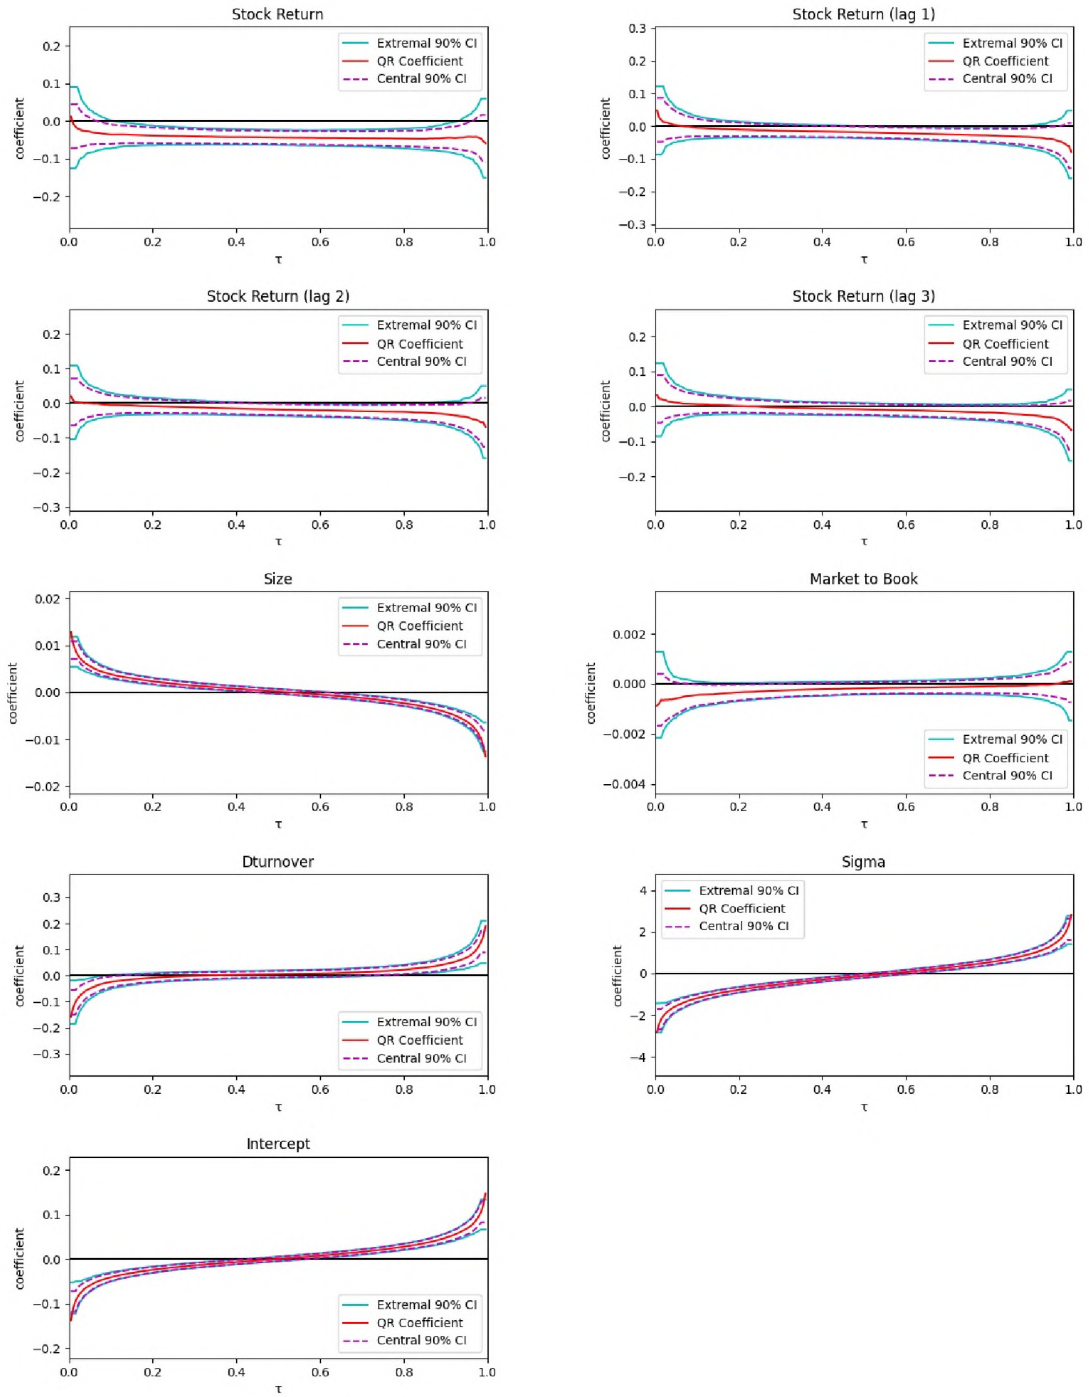 Stock Return
0.2
0.1
0.0
−0.1
−0.2
coefficient
Extremal 90% CI
QR Coefficient
Central 90% CI
0.0 0.2 0.4 0.6 0.8 1.0
τ
Stock Return (lag 1)
0.3
0.2
0.1
0.0
−0.1
−0.2
−0.3
coefficient
Extremal 90% CI
QR Coefficient
Central 90% CI
0.0 0.2 0.4 0.6 0.8 1.0
τ
Stock Return (lag 2)
0.2
0.1
0.0
−0.1
−0.2
−0.3
coefficient
Extremal 90% CI
QR Coefficient
Central 90% CI
0.0 0.2 0.4 0.6 0.8 1.0
τ
Stock Return (lag 3)
0.2
0.1
0.0
−0.1
−0.2
coefficient
Extremal 90% CI
QR Coefficient
Central 90% CI
0.0 0.2 0.4 0.6 0.8 1.0
τ
Size
0.02
0.01
0.00
−0.01
−0.02
coefficient
Extremal 90% CI
QR Coefficient
Central 90% CI
0.0 0.2 0.4 0.6 0.8 1.0
τ
Market to Book
0.002
0.000
−0.002
−0.004
coefficient
Extremal 90% CI
QR Coefficient
Central 90% CI
0.0 0.2 0.4 0.6 0.8 1.0
τ
Dturnover
0.3
0.2
0.1
0.0
−0.1
−0.2
−0.3
coefficient
Extremal 90% CI
QR Coefficient
Central 90% CI
0.0 0.2 0.4 0.6 0.8 1.0
τ
Sigma
4
2
0
−2
−4
coefficient
Extremal 90% CI
QR Coefficient
Central 90% CI
0.0 0.2 0.4 0.6 0.8 1.0
τ
Intercept
0.2
0.1
0.0
−0.1
−0.2
coefficient
Extremal 90% CI
QR Coefficient
Central 90% CI
0.0 0.2 0.4 0.6 0.8 1.0
τ